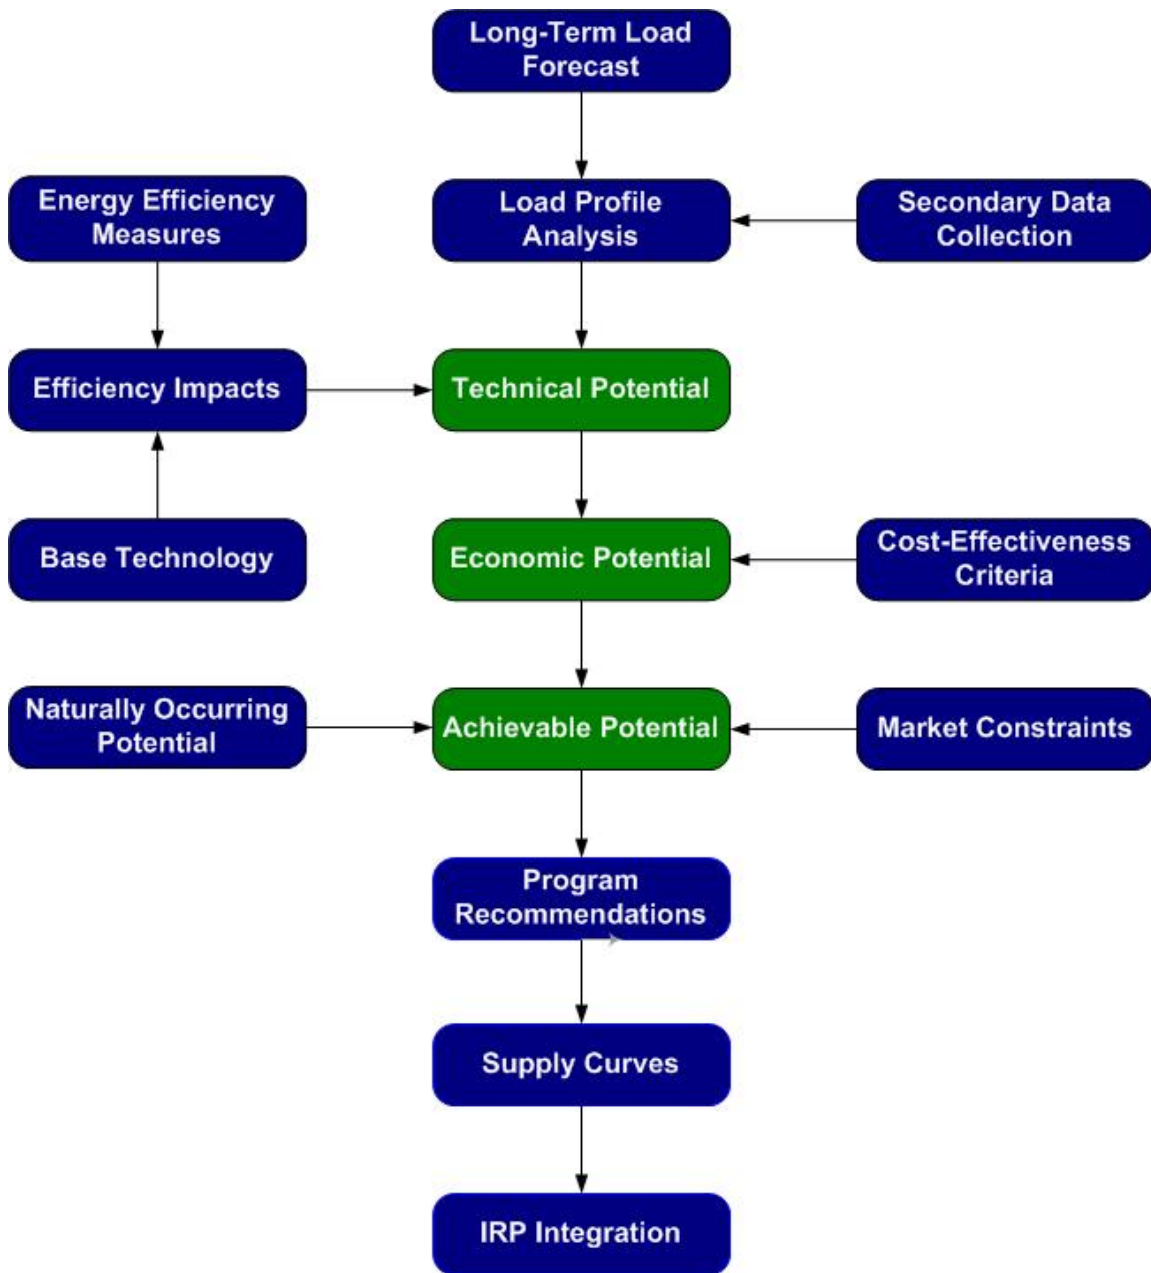 Long-Term Load
Forecast
Energy Efficiency
Measures
Load Profile
Analysis
Secondary Data
Collection
Efficiency Impacts
Technical Potential
Base Technology
Economic Potential
Cost-Effectiveness
Criteria
Naturally Occurring
Potential
Achievable Potential
Market Constraints
Program
Recommendations
Supply Curves
IRP Integration